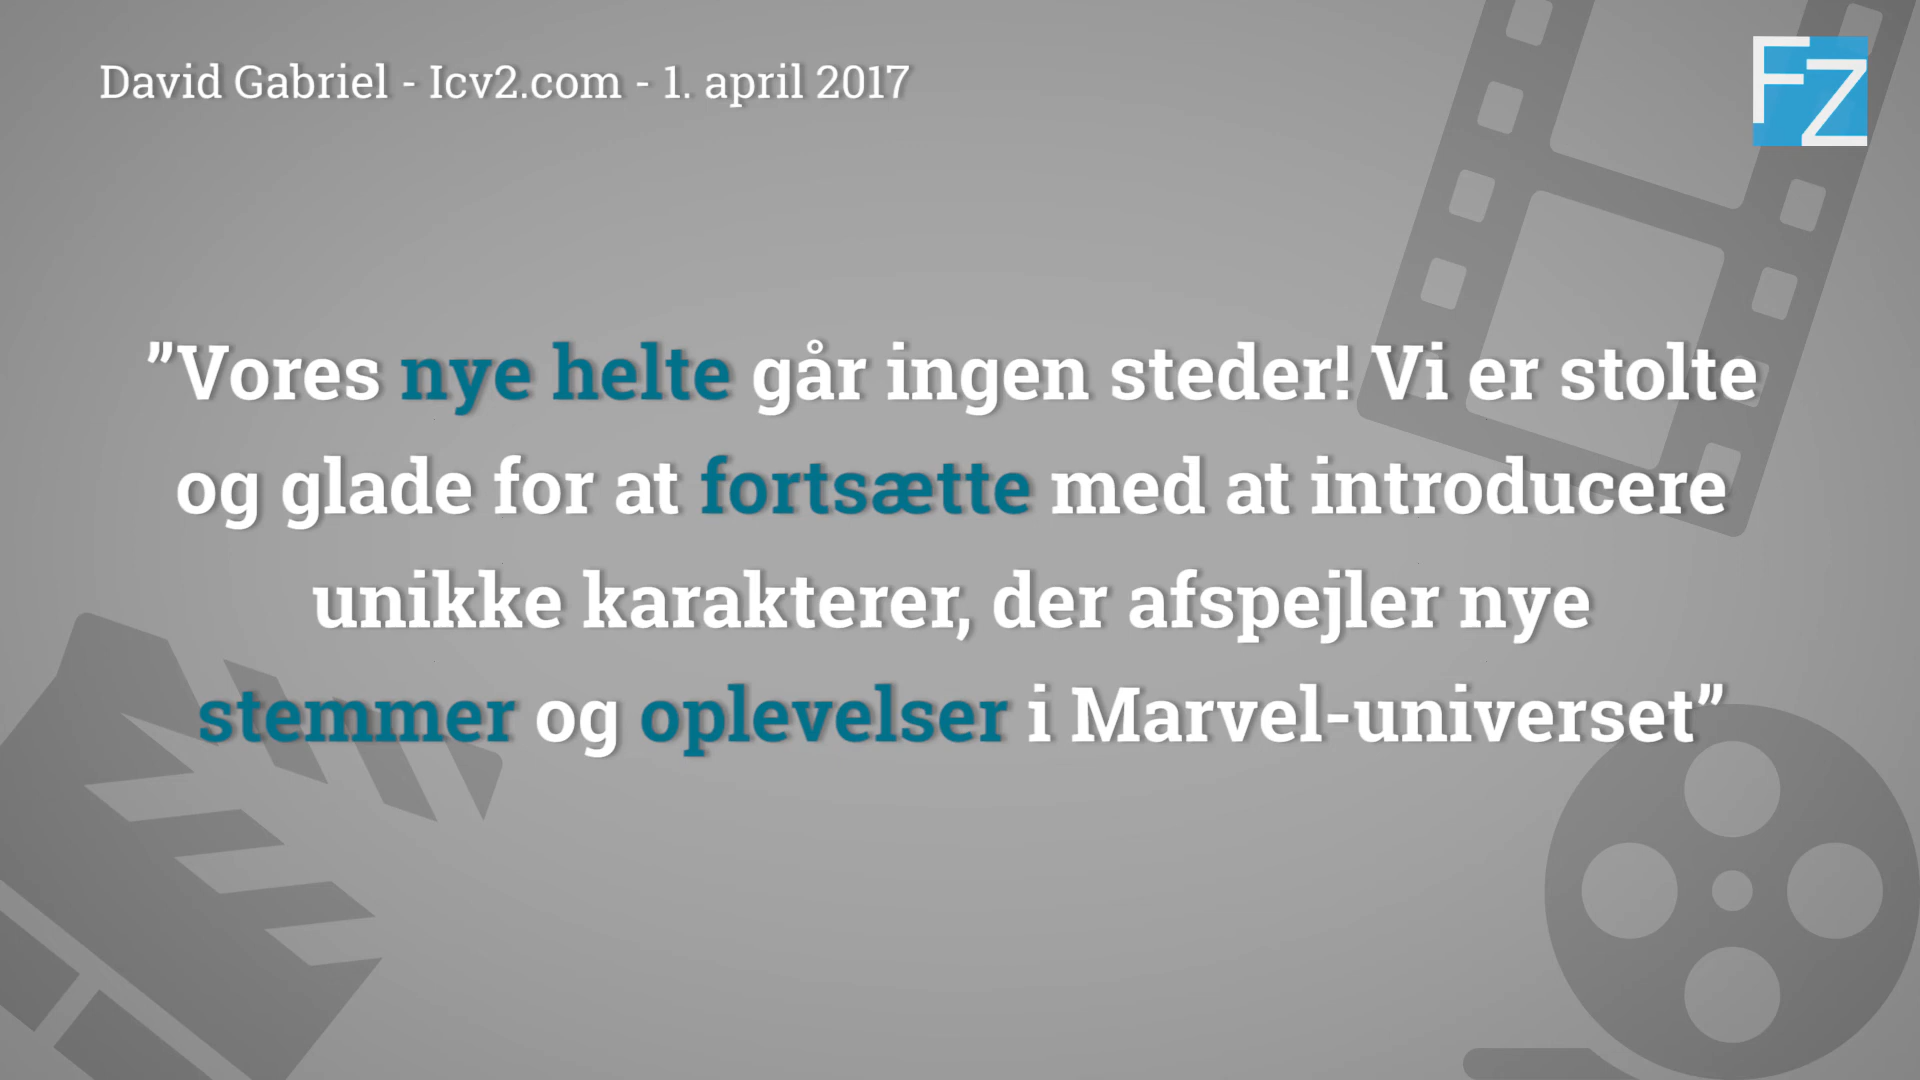 David Gabriel - Icv2.com - 1. april 2017
FZ
”Vores nye helte går ingen steder! Vi er stolte
og glade for at fortsætte med at introducere
unikke karakterer, der afspejler nye
stemmer og oplevelser i Marvel-universet”